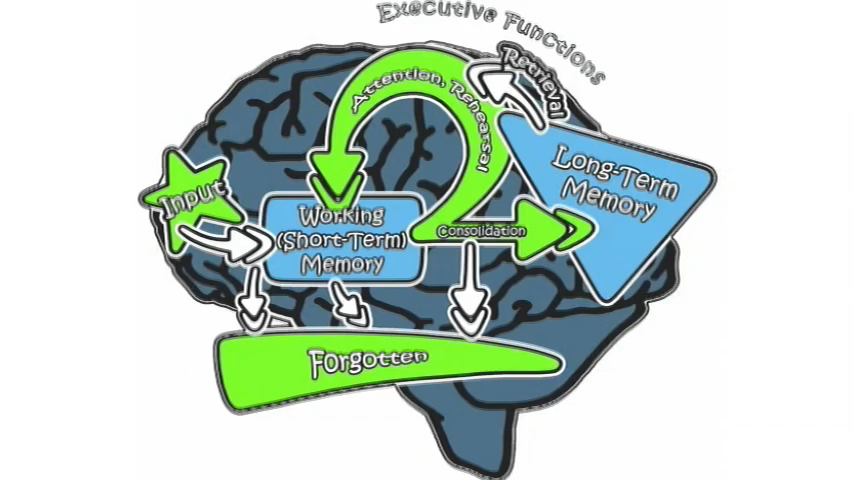 Executive Functions
Retrieval
Attention, Rehearsal
Long-Term
Memory
Input
Working
(Short-Term)
Memory
Consolidation
Forgotten